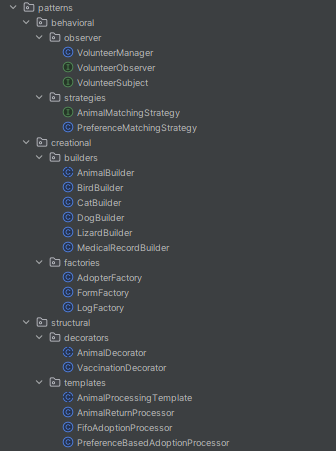 patterns
behavioral
observer
VolunteerManager
VolunteerObserver
VolunteerSubject
strategies
AnimalMatchingStrategy
PreferenceMatchingStrategy
creational
builders
AnimalBuilder
BirdBuilder
CatBuilder
DogBuilder
LizardBuilder
MedicalRecordBuilder
factories
AdopterFactory
FormFactory
LogFactory
structural
decorators
AnimalDecorator
VaccinationDecorator
templates
AnimalProcessingTemplate
AnimalReturnProcessor
FifoAdoptionProcessor
PreferenceBasedAdoptionProcessor